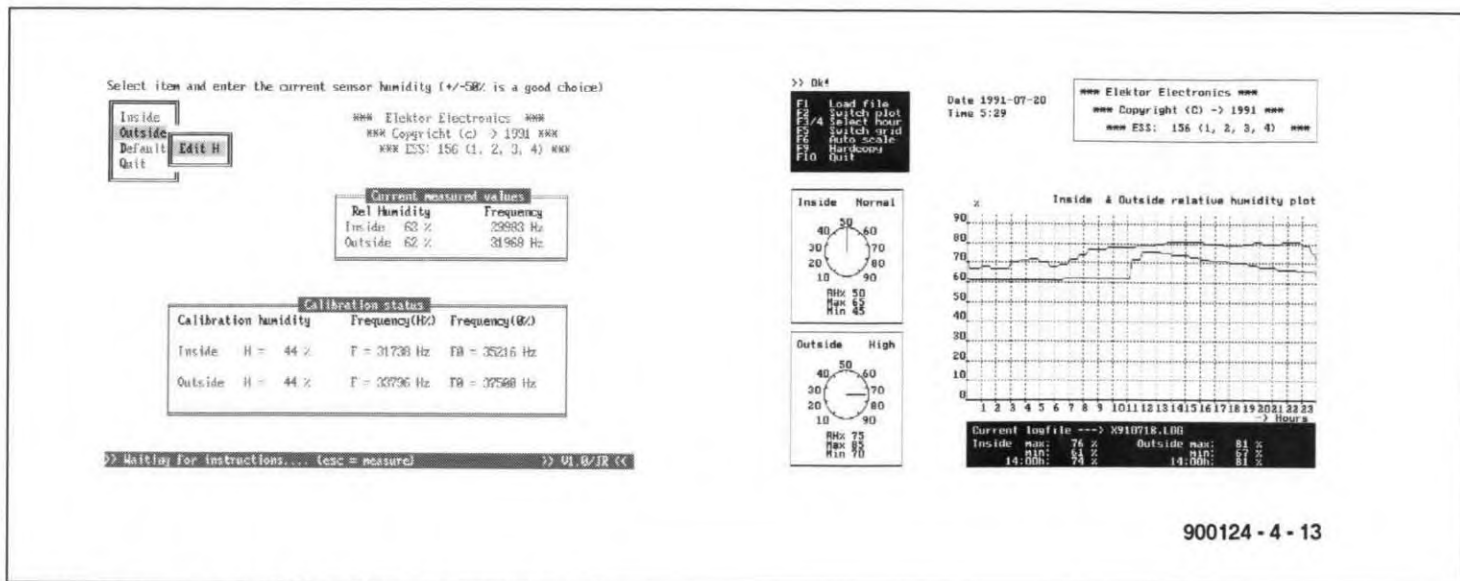 Select item and enter the current sensor humidity (+/-50% is a good choice)
Inside
Outside
Default
Quit
Edit H
*** Elektor Electronics ***
*** Copyright (c) -> 1991 ***
*** ESS: 156 (1, 2, 3, 4) ***
Current measured values
Rel Humidity Frequency
Inside 63 % 29983 Hz
Outside 62 % 31968 Hz
Calibration status
Calibration humidity Frequency(H%) Frequency(0%)
Inside H = 44 % F = 31738 Hz F0 = 35216 Hz
Outside H = 44 % F = 33796 Hz F0 = 37500 Hz
>> Waiting for instructions.... (esc = measure) >> V1.0/JR <<
>> Ok!
F1 Load file
F2 Switch plot
F3/4 Select hour
F5 Switch grid
F6 Auto scale
F9 Hardcopy
F10 Quit
Date 1991-07-20
Time 5:29
*** Elektor Electronics ***
*** Copyright (C) -> 1991 ***
*** ESS: 156 (1, 2, 3, 4) ***
Inside Normal
50
40 60
30 70
20 80
10 90
RH% 50
Max 65
Min 45
Outside High
50
40 60
30 70
20 80
10 90
RH% 75
Max 85
Min 70
% Inside & Outside relative humidity plot
90
80
70
60
50
40
30
20
10
0
1 2 3 4 5 6 7 8 9 10 11 12 13 14 15 16 17 18 19 20 21 22 23
-> Hours
Current logfile ---> X910718.LOG
Inside max: 76 % Outside max: 81 %
min: 61 % min: 67 %
14:00h: 74 % 14:00h: 81 %
900124 - 4 - 13